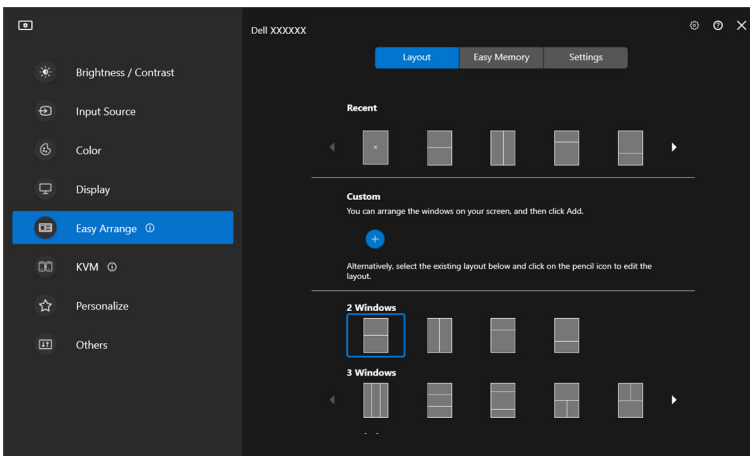 Dell XXXXXX
Brightness / Contrast
Input Source
Color
Display
Easy Arrange
KVM
Personalize
Others
Layout
Easy Memory
Settings
Recent
Custom
You can arrange the windows on your screen, and then click Add.
Alternatively, select the existing layout below and click on the pencil icon to edit the
layout.
2 Windows
3 Windows